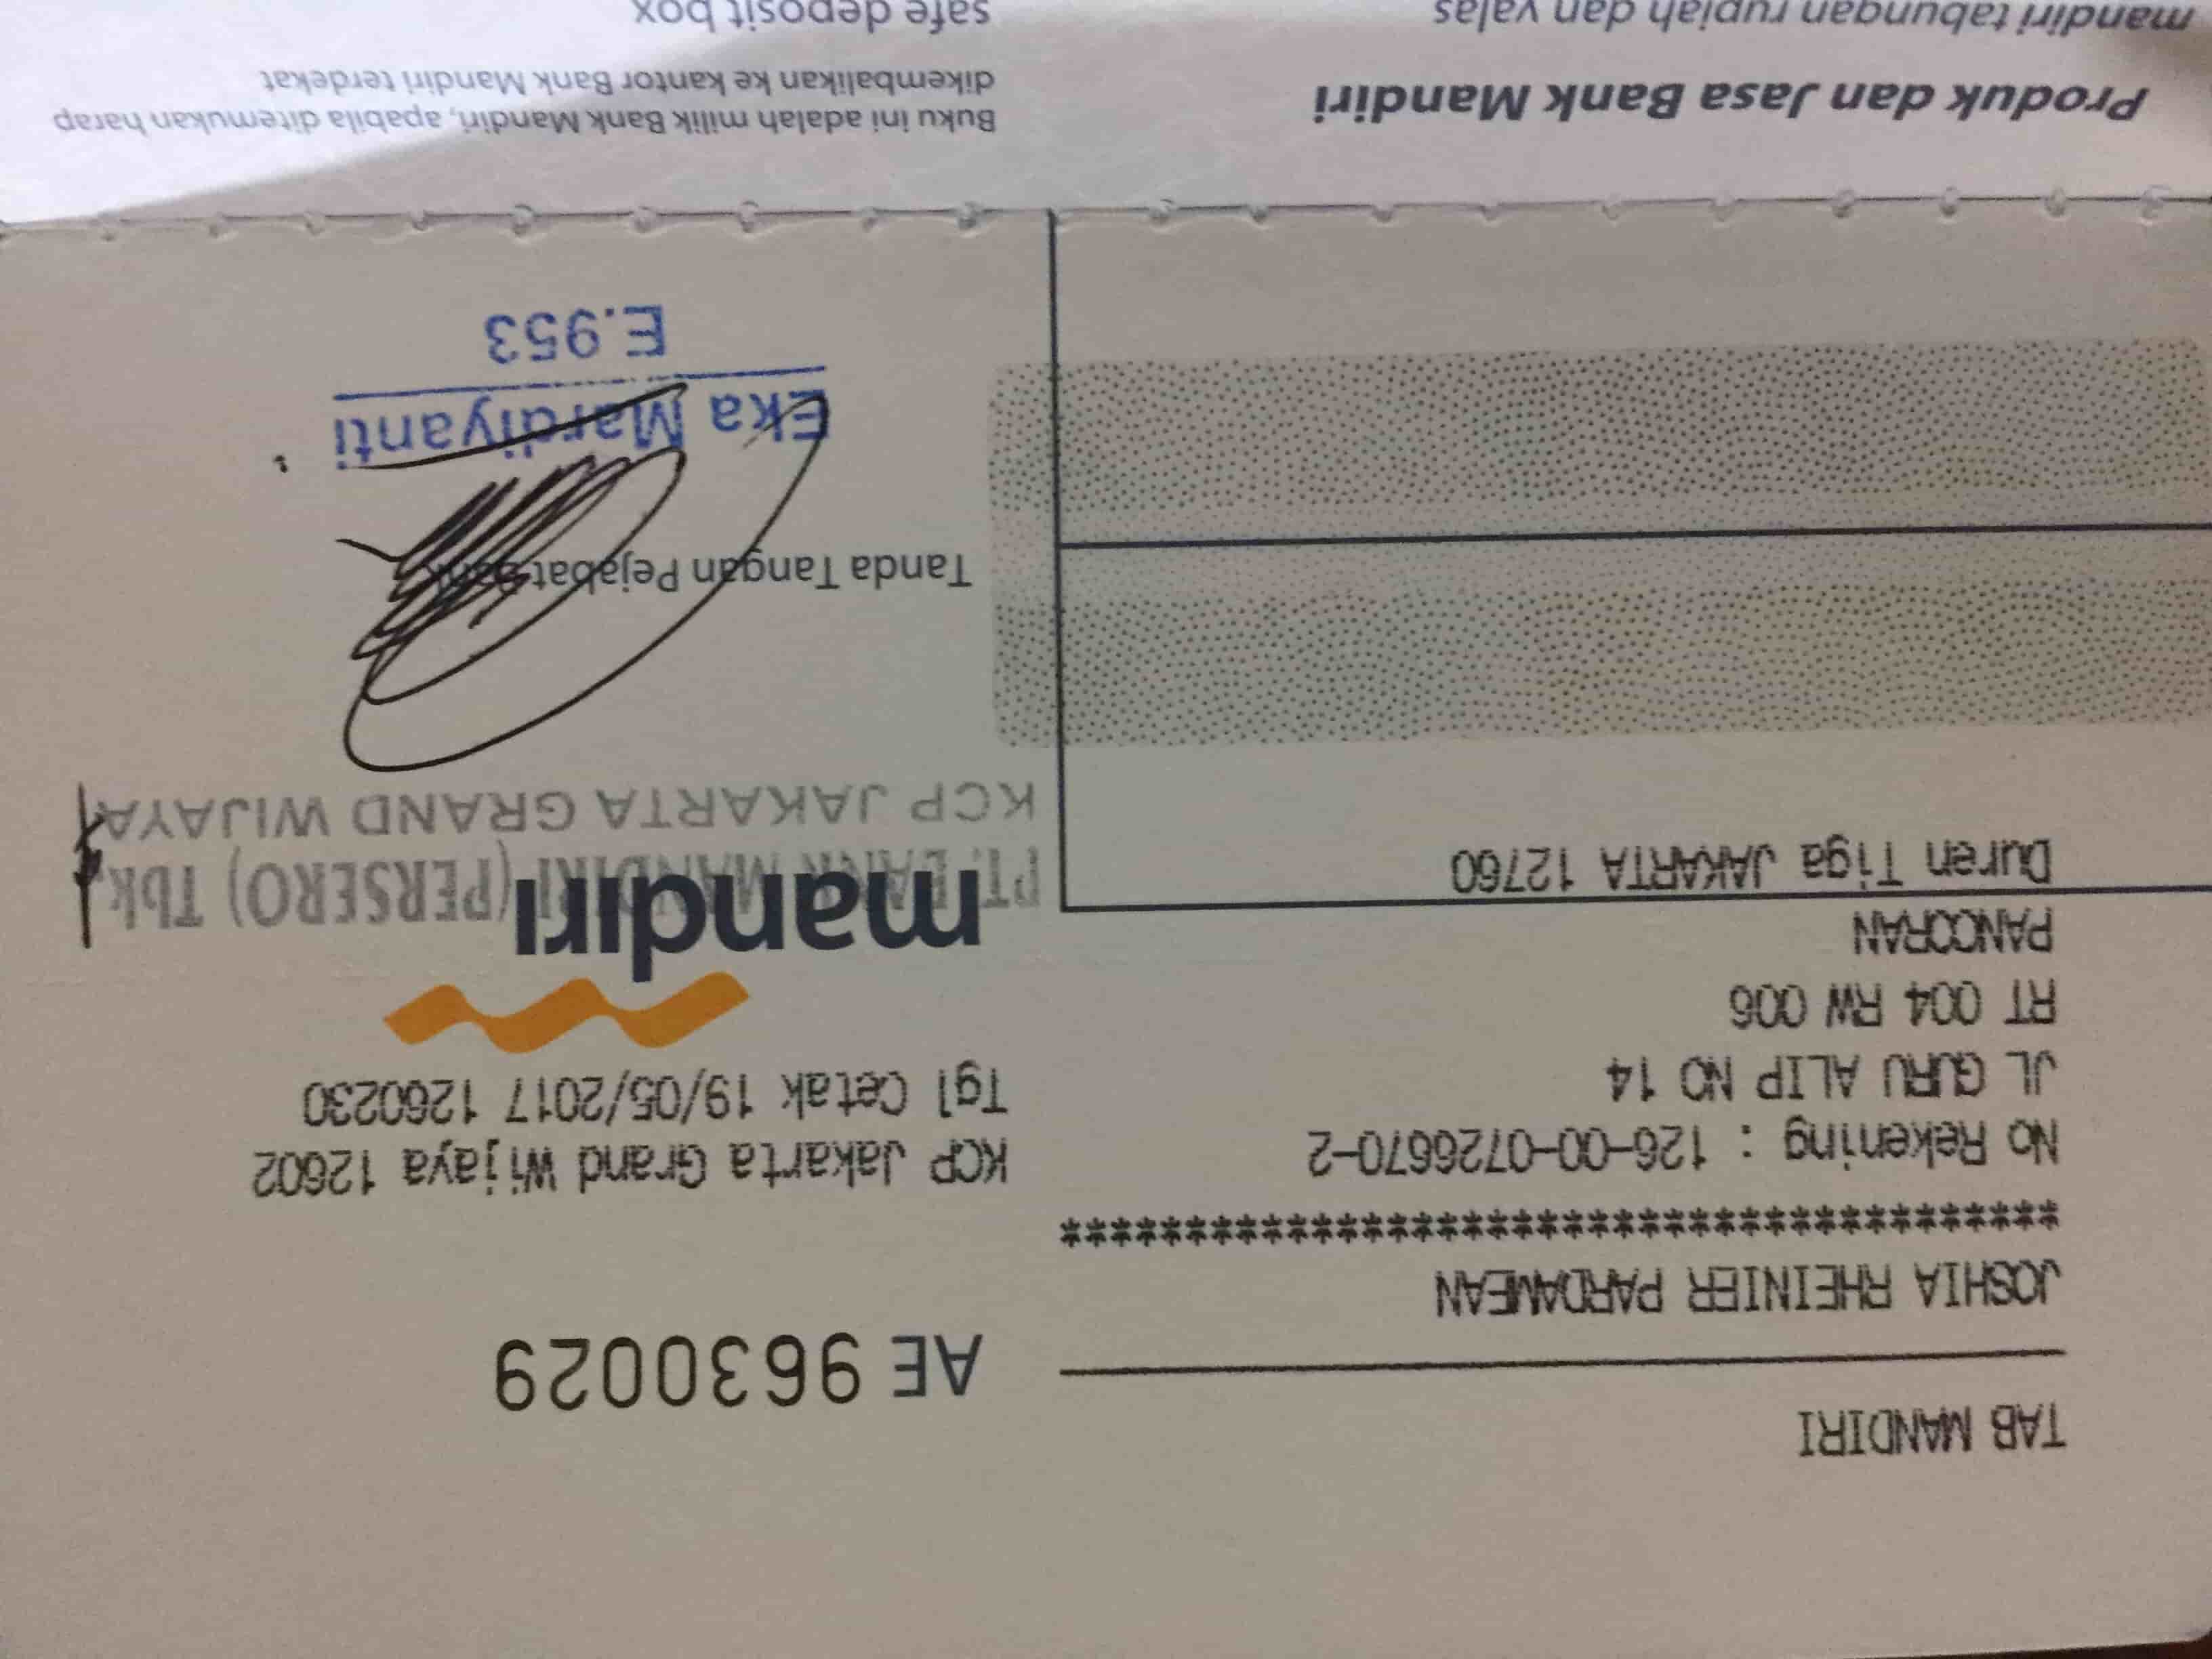 TAB MANDIRI
JOSHIA RHEINIER PARDAMEAN
***************************************
No Rekening : 126-00-0726670-2
JL GURU ALIP NO 14
RT 004 RW 006
PANCORAN
Duren Tiga JAKARTA 12760
AE 9630029
KCP Jakarta Grand Wijaya 12602
Tgl Cetak 19/05/2017 1260230
mandiri
PT. BANK MANDIRI (PERSERO) Tbk.
KCP JAKARTA GRAND WIJAYA
Tanda Tangan Pejabat Bank
Eka Mardiyanti
E.953
Produk dan Jasa Bank Mandiri
mandiri tabungan rupiah dan valas
Buku ini adalah milik Bank Mandiri, apabila ditemukan harap
dikembalikan ke kantor Bank Mandiri terdekat
safe deposit box